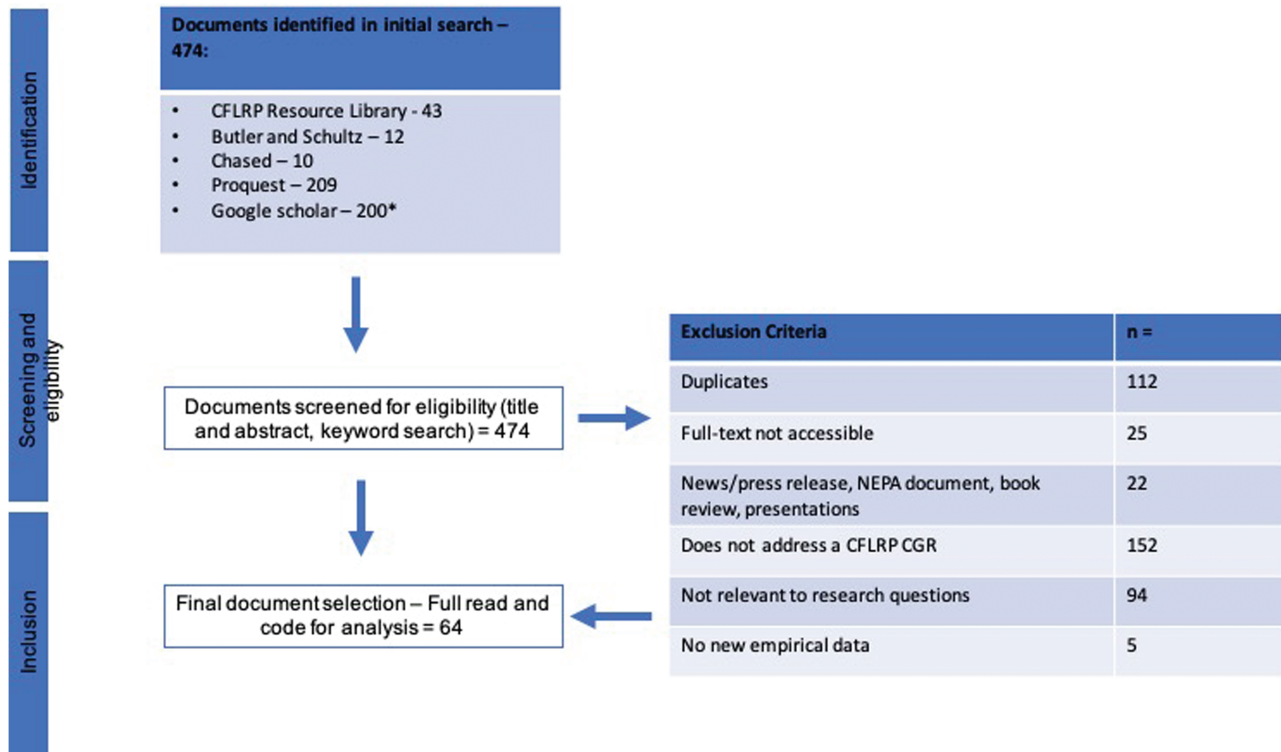 Identification
Documents identified in initial search –
474:
• CFLRP Resource Library - 43
• Butler and Schultz – 12
• Chased – 10
• Proquest – 209
• Google scholar – 200*
Screening and
eligibility
Documents screened for eligibility (title
and abstract, keyword search) = 474
Exclusion Criteria n =
Duplicates 112
Full-text not accessible 25
News/press release, NEPA document, book
review, presentations 22
Does not address a CFLRP CGR 152
Not relevant to research questions 94
No new empirical data 5
Inclusion
Final document selection – Full read and
code for analysis = 64